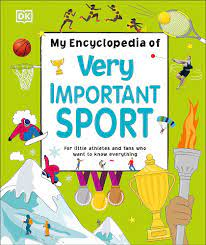 DK
My Encyclopedia of
Very
IMPORTANT
SPORT
For little athletes and fans who
want to know everything